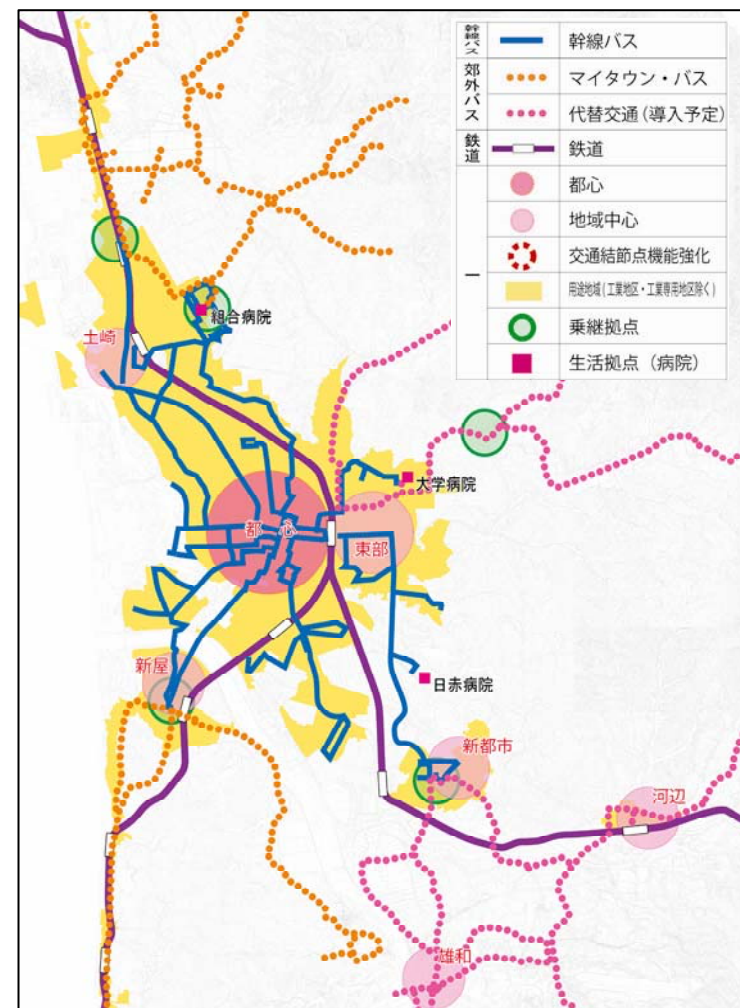 幹線バス
幹線バス
郊外バス
マイタウン・バス
代替交通(導入予定)
鉄道
鉄道
都心
地域中心
交通結節点機能強化
用途地域(工業地区・工業専用地区除く)
乗継拠点
生活拠点(病院)
ー
組合病院
土崎
大学病院
都心
東部
新屋
日赤病院
新都市
河辺
雄和